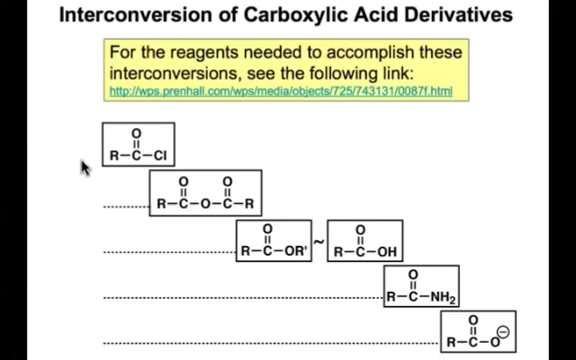 Interconversion of Carboxylic Acid Derivatives
For the reagents needed to accomplish these
interconversions, see the following link:
http://wps.prenhall.com/wps/media/objects/725/743131/0087f.html
O
R–C–Cl
O O
R–C–O–C–R
O
R–C–OR'
~
O
R–C–OH
O
R–C–NH₂
O
R–C–O⊖